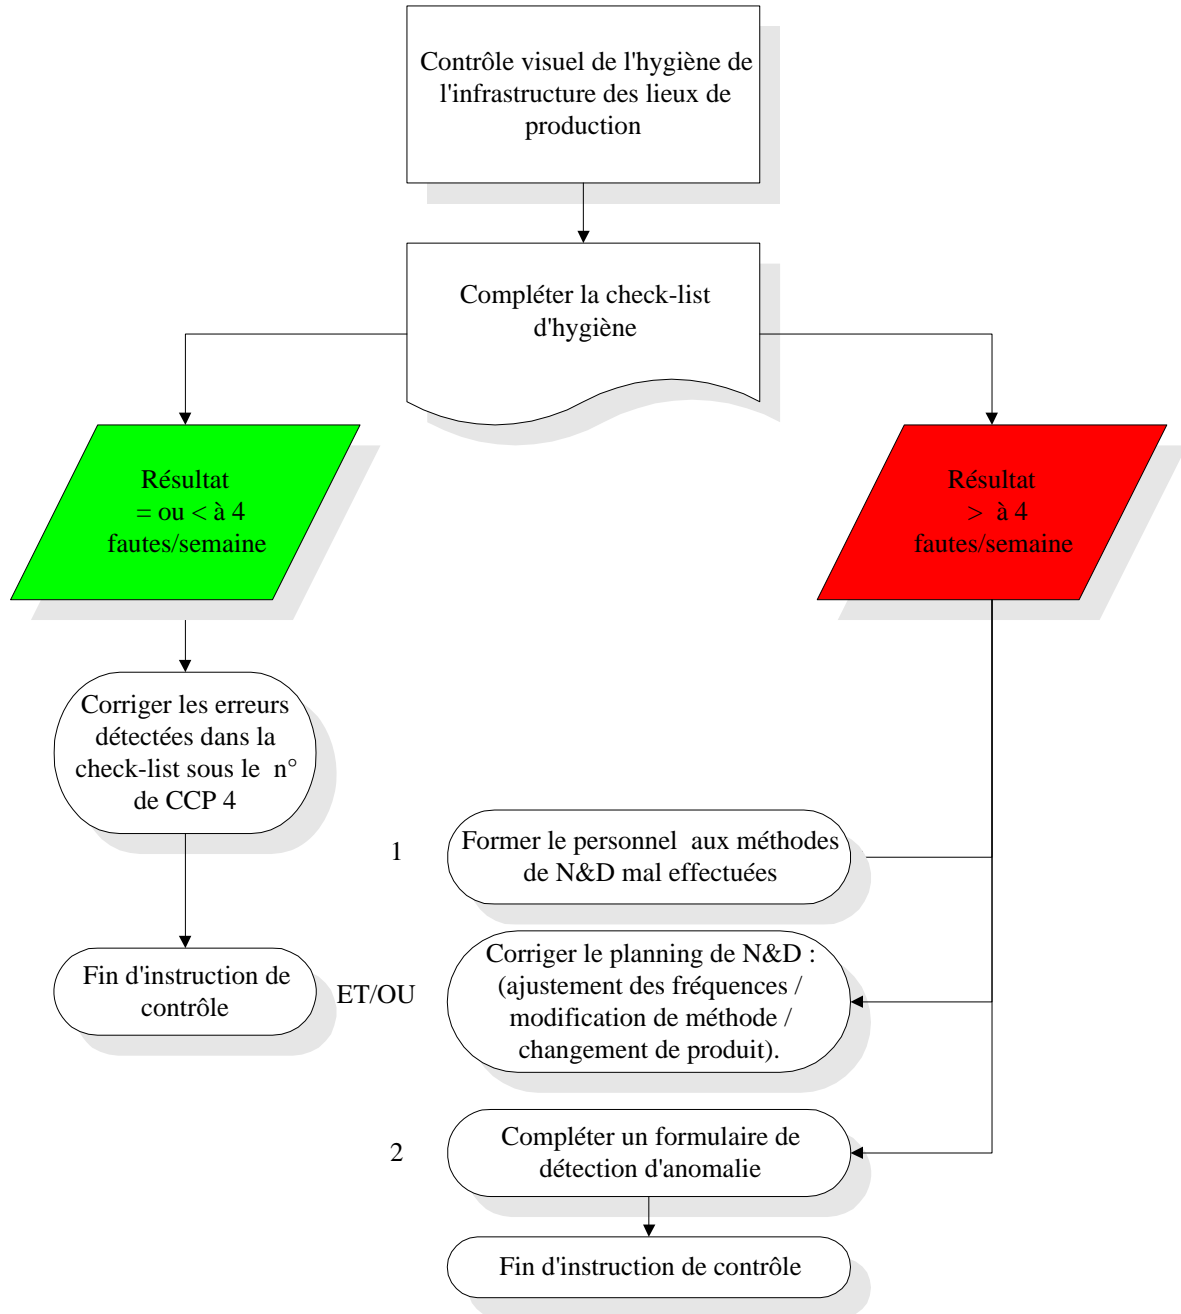 Contrôle visuel de l'hygiène de
l'infrastructure des lieux de
production
Compléter la check-list
d'hygiène
Résultat
= ou < à 4
fautes/semaine
Résultat
> à 4
fautes/semaine
Corriger les erreurs
détectées dans la
check-list sous le n°
de CCP 4
Fin d'instruction de
contrôle
1
Former le personnel aux méthodes
de N&D mal effectuées
ET/OU
Corriger le planning de N&D :
(ajustement des fréquences /
modification de méthode /
changement de produit).
2
Compléter un formulaire de
détection d'anomalie
Fin d'instruction de contrôle